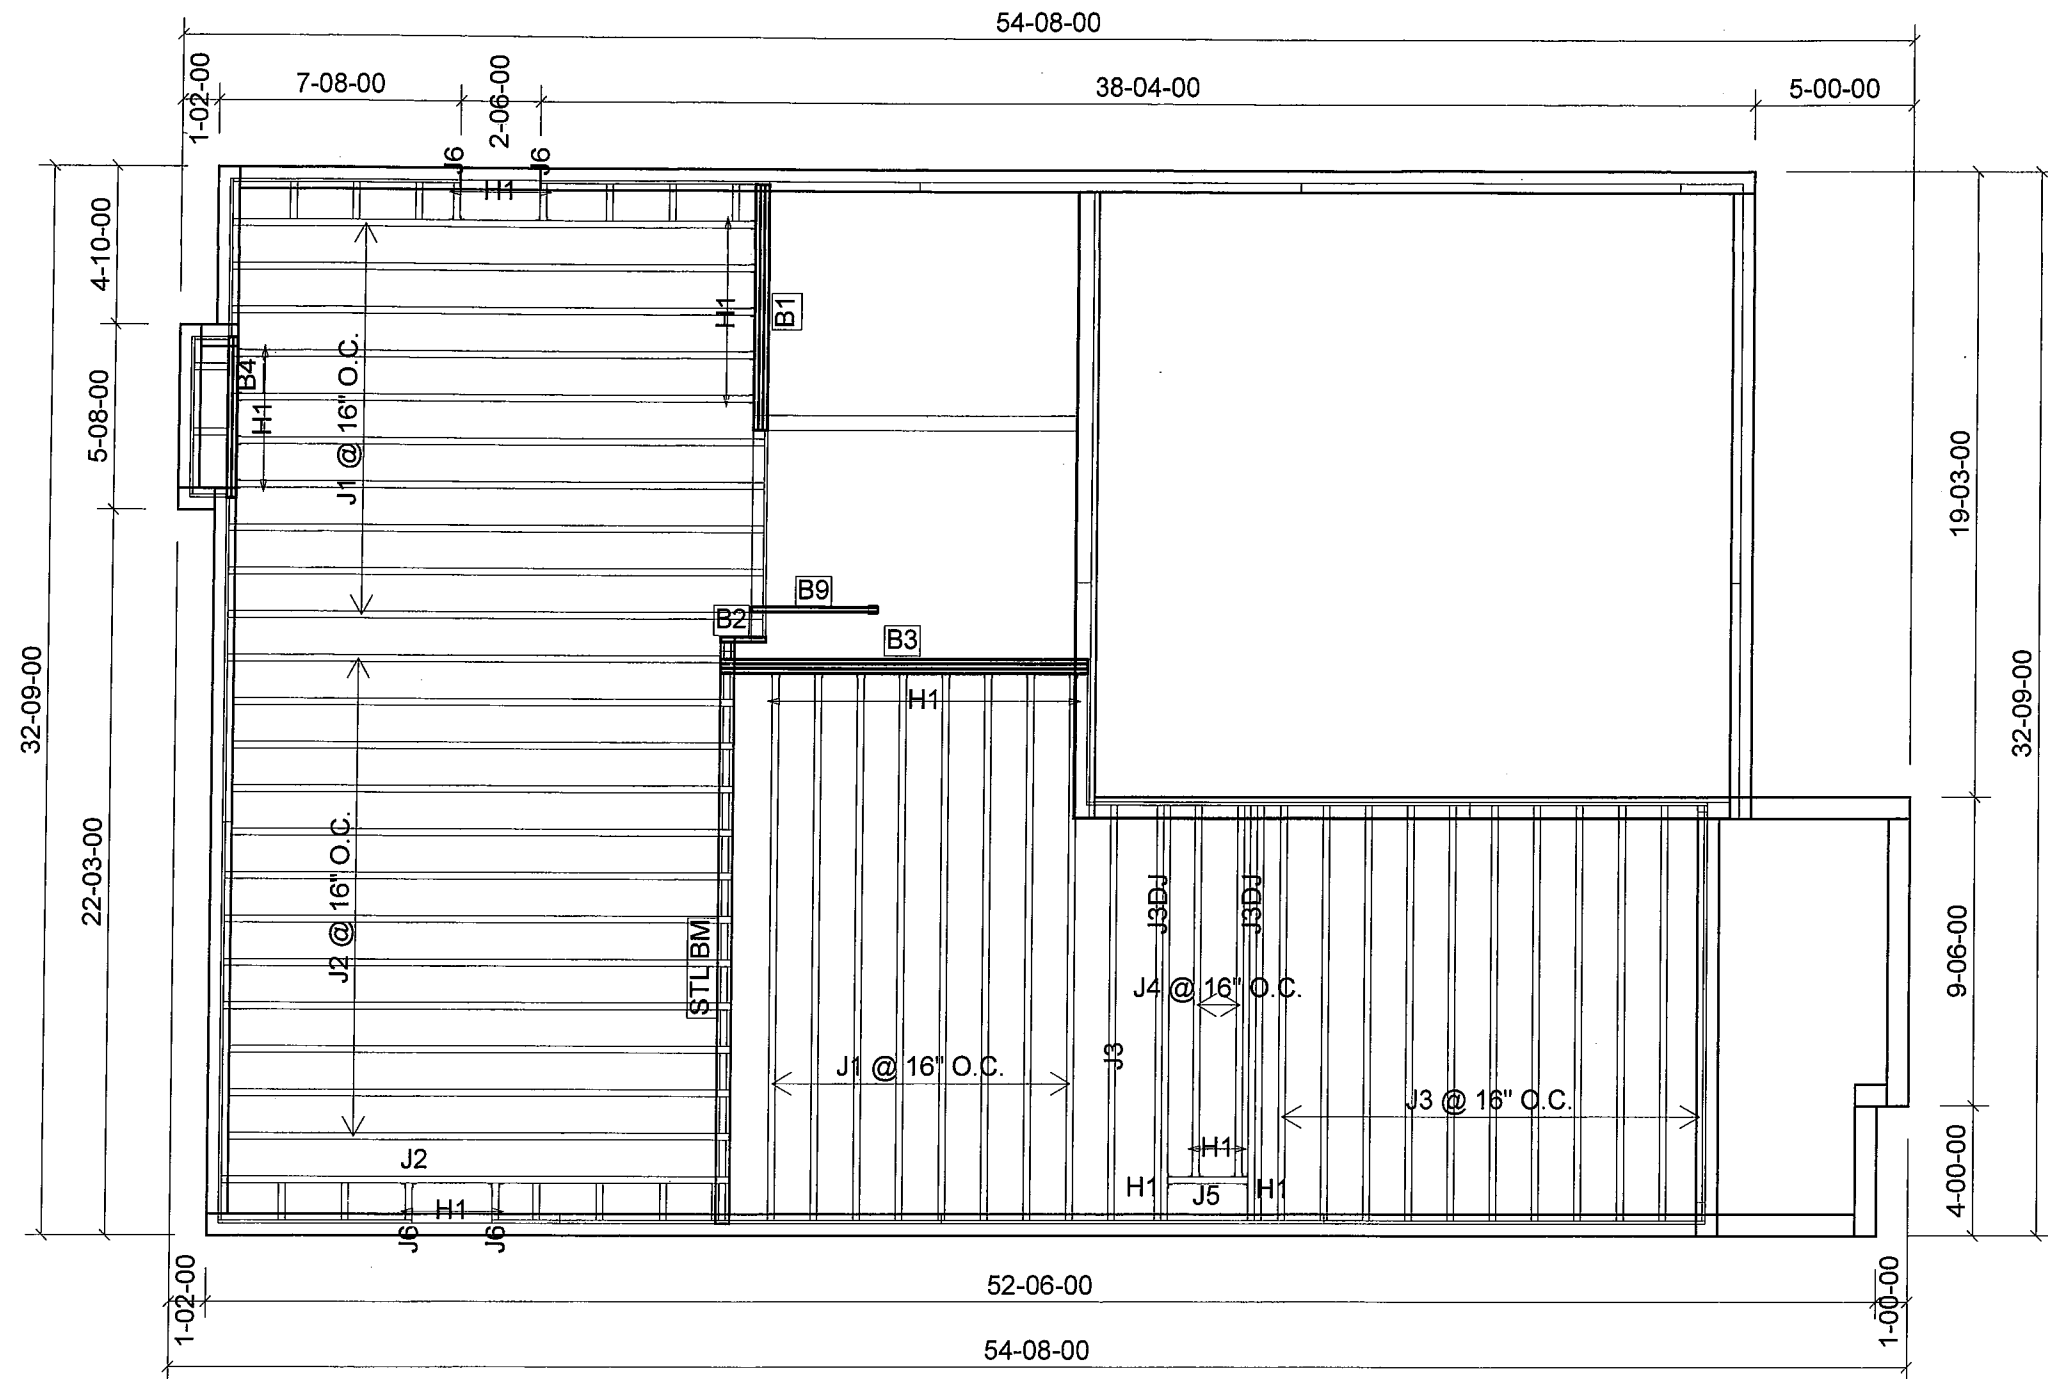 54-08-00
1-02-00
7-08-00
2-06-00
38-04-00
5-00-00
J6
J6
H1
4-10-00
H1
B1
J1 @ 16" O.C.
B4
H1
5-08-00
19-03-00
B9
B2
B3
32-09-00
32-09-00
H1
22-03-00
J2 @ 16" O.C.
STL BM
J3DJ
J3DJ
9-06-00
J4 @ 16" O.C.
J3
J1 @ 16" O.C.
J3 @ 16" O.C.
H1
J2
H1
J5
H1
H1
4-00-00
J6
J6
1-02-00
52-06-00
1-00-00
54-08-00